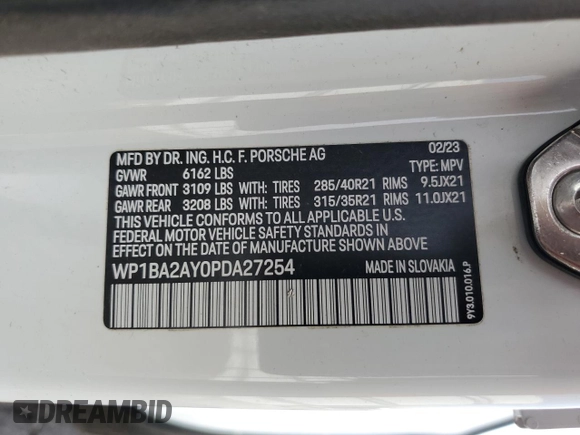 MFD BY DR. ING. H.C. F. PORSCHE AG 02/23
GVWR 6162 LBS TYPE: MPV
GAWR FRONT 3109 LBS WITH: TIRES 285/40R21 RIMS 9.5JX21
GAWR REAR 3208 LBS WITH: TIRES 315/35R21 RIMS 11.0JX21
THIS VEHICLE CONFORMS TO ALL APPLICABLE U.S.
FEDERAL MOTOR VEHICLE SAFETY STANDARDS IN
EFFECT ON THE DATE OF MANUFACTURE SHOWN ABOVE.
WP1BA2AY0PDA27254 MADE IN SLOVAKIA
9Y3.010.016.P
DREAMBID